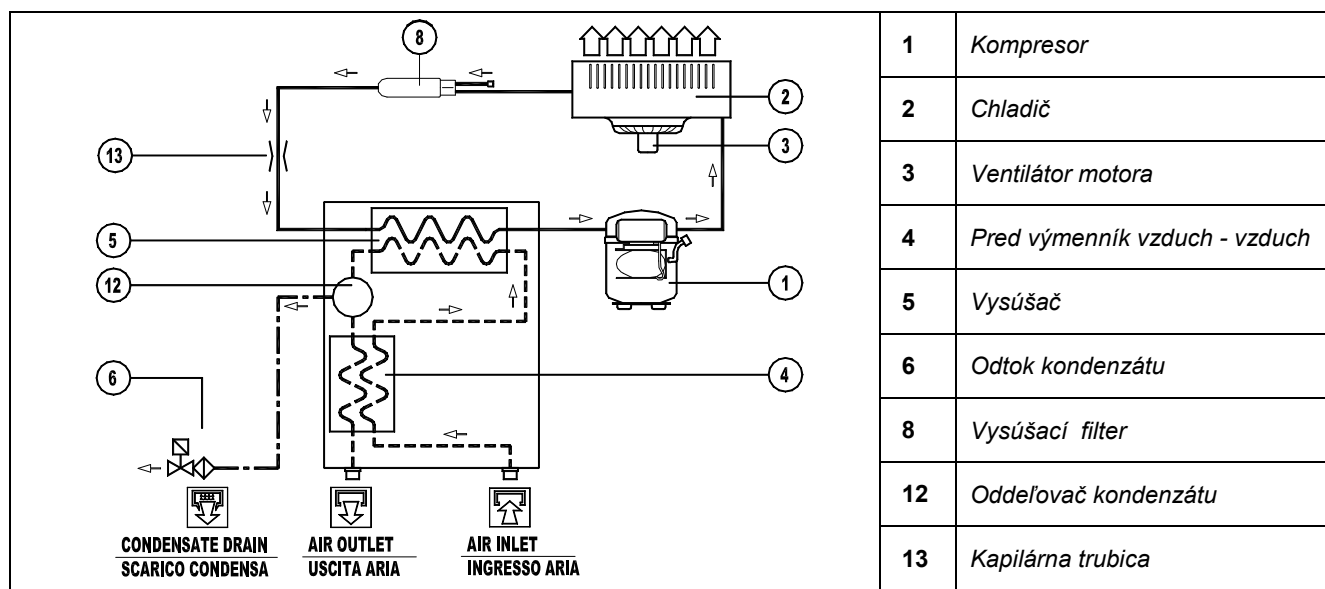 8
2
3
13
5
12
1
4
6
CONDENSATE DRAIN
SCARICO CONDENSA
AIR OUTLET
USCITA ARIA
AIR INLET
INGRESSO ARIA
1 Kompresor
2 Chladič
3 Ventilátor motora
4 Pred výmenník vzduch - vzduch
5 Vysúšač
6 Odtok kondenzátu
8 Vysúšací filter
12 Oddeľovač kondenzátu
13 Kapilárna trubica